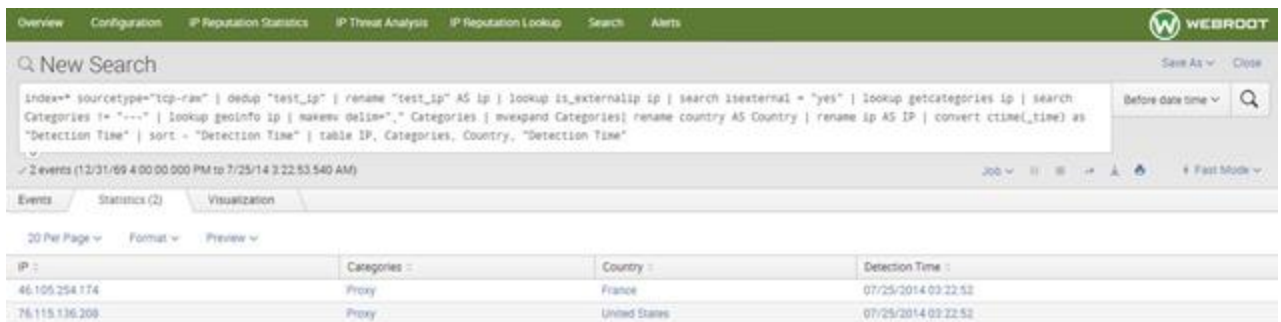 Overview Configuration IP Reputation Statistics IP Threat Analysis IP Reputation Lookup Search Alerts W WEBROOT
New Search Save As Close
index=* sourcetype="tcp-raw" | dedup "test_ip" | rename "test_ip" AS ip | lookup is_externalip ip | search isexternal = "yes" | lookup getcategories ip | search
Categories != "---" | lookup geoinfo ip | makemv delim="," Categories | mvexpand Categories| rename country AS Country | rename ip AS IP | convert ctime(_time) as
"Detection Time" | sort - "Detection Time" | table IP, Categories, Country, "Detection Time"
Before date time
2 events (12/31/69 4:00:00.000 PM to 7/25/14 3:22:53.540 AM) Job Fast Mode
Events Statistics (2) Visualization
20 Per Page Format Preview
IP Categories Country Detection Time
46.105.254.174 Proxy France 07/25/2014 03:22:52
76.115.136.208 Proxy United States 07/25/2014 03:22:52